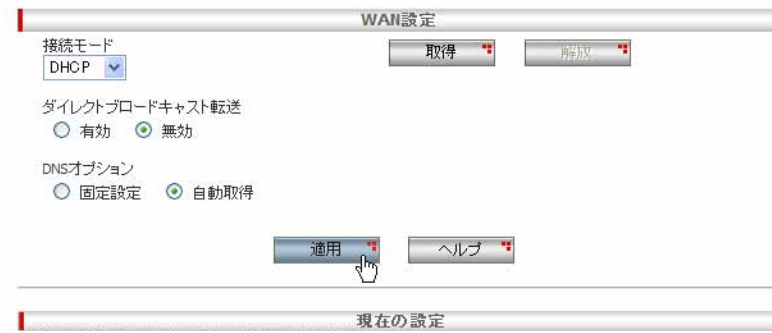 WAN設定
接続モード
DHCP
取得
解放
ダイレクトブロードキャスト転送
有効 無効
DNSオプション
固定設定 自動取得
適用 ヘルプ
現在の設定